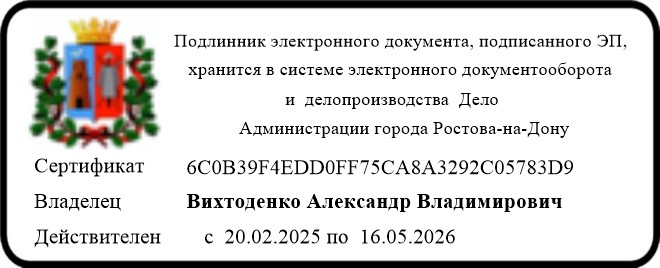 Подлинник электронного документа, подписанного ЭП,
хранится в системе электронного документооборота
и делопроизводства Дело
Администрации города Ростова-на-Дону
Сертификат 6C0B39F4EDD0FF75CA8A3292C05783D9
Владелец Вихтоденко Александр Владимирович
Действителен с 20.02.2025 по 16.05.2026